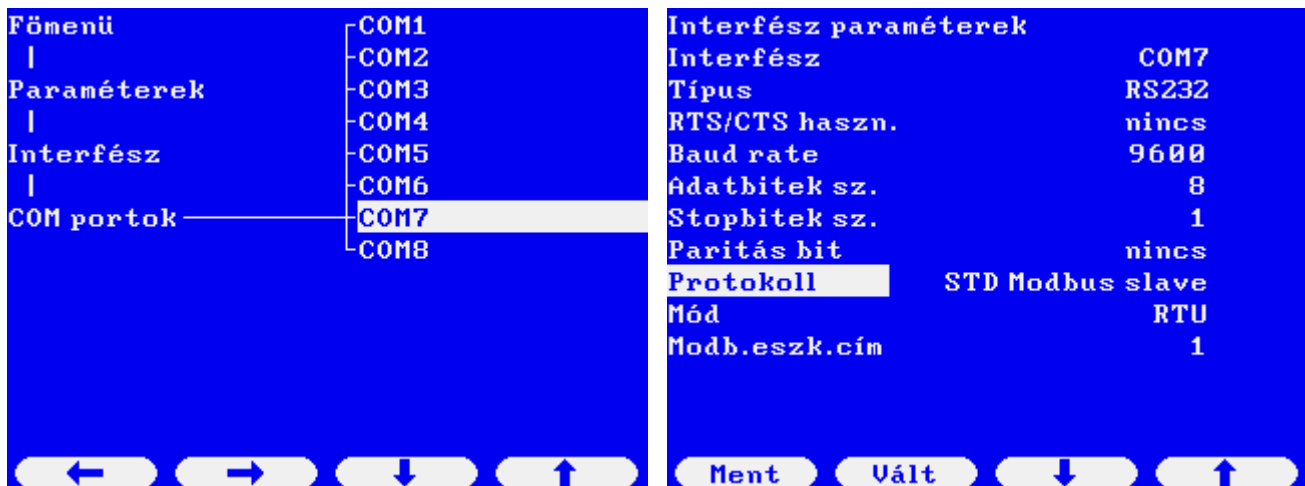 Fömenü
Paraméterek
Interfész
COM portok
COM1
COM2
COM3
COM4
COM5
COM6
COM7
COM8
Interfész paraméterek
Interfész COM7
Típus RS232
RTS/CTS haszn. nincs
Baud rate 9600
Adatbitek sz. 8
Stopbitek sz. 1
Paritás bit nincs
Protokoll STD Modbus slave
Mód RTU
Modb.eszk.cím 1
Ment Vált